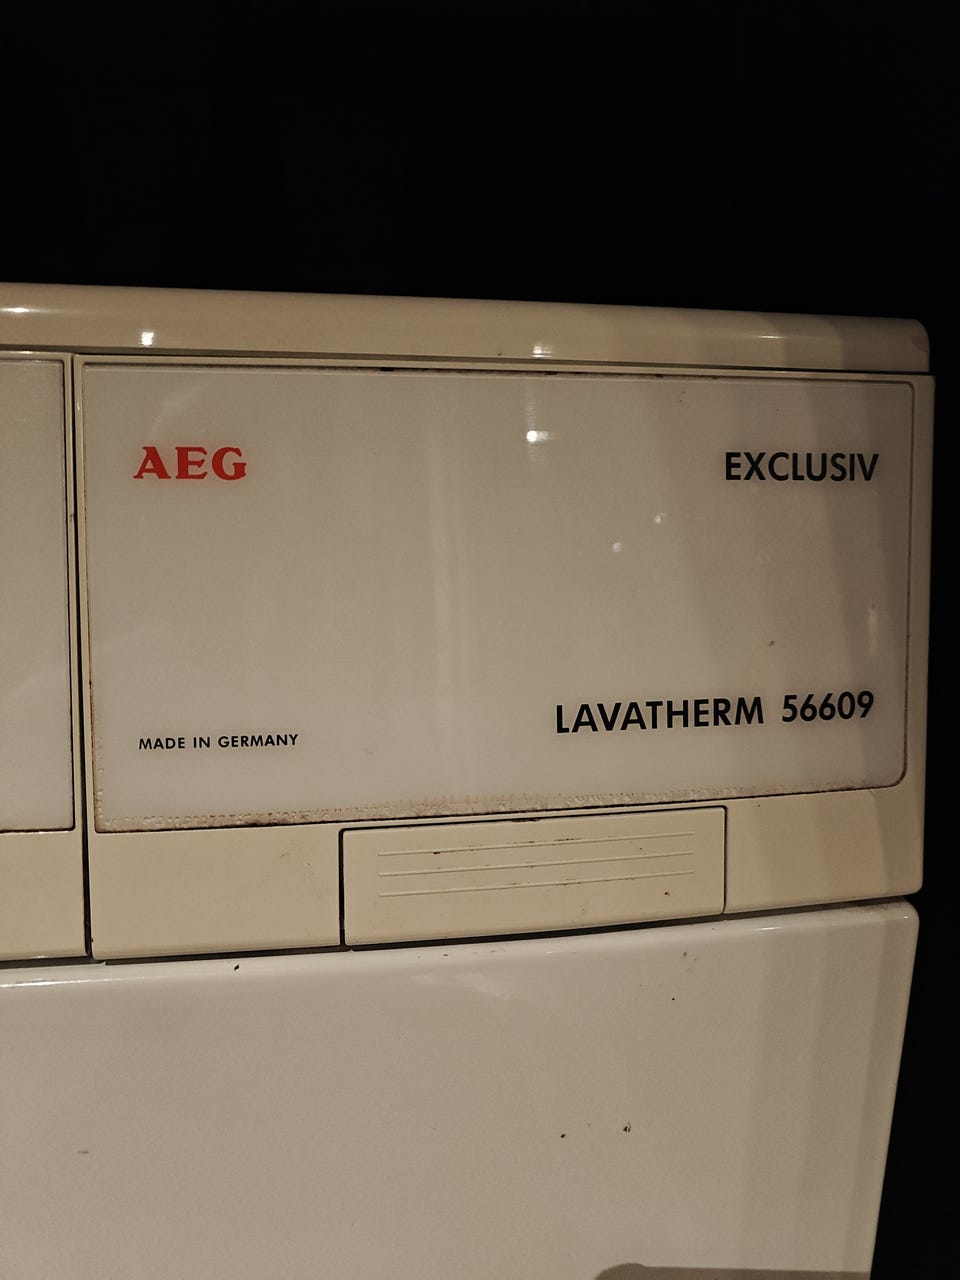 AEG
EXCLUSIV
LAVATHERM 56609
MADE IN GERMANY